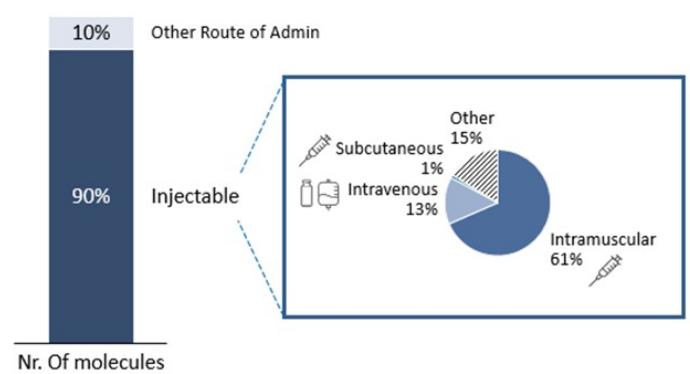 10%
Other Route of Admin
90%
Injectable
Other
15%
Subcutaneous
1%
Intravenous
13%
Intramuscular
61%
Nr. Of molecules